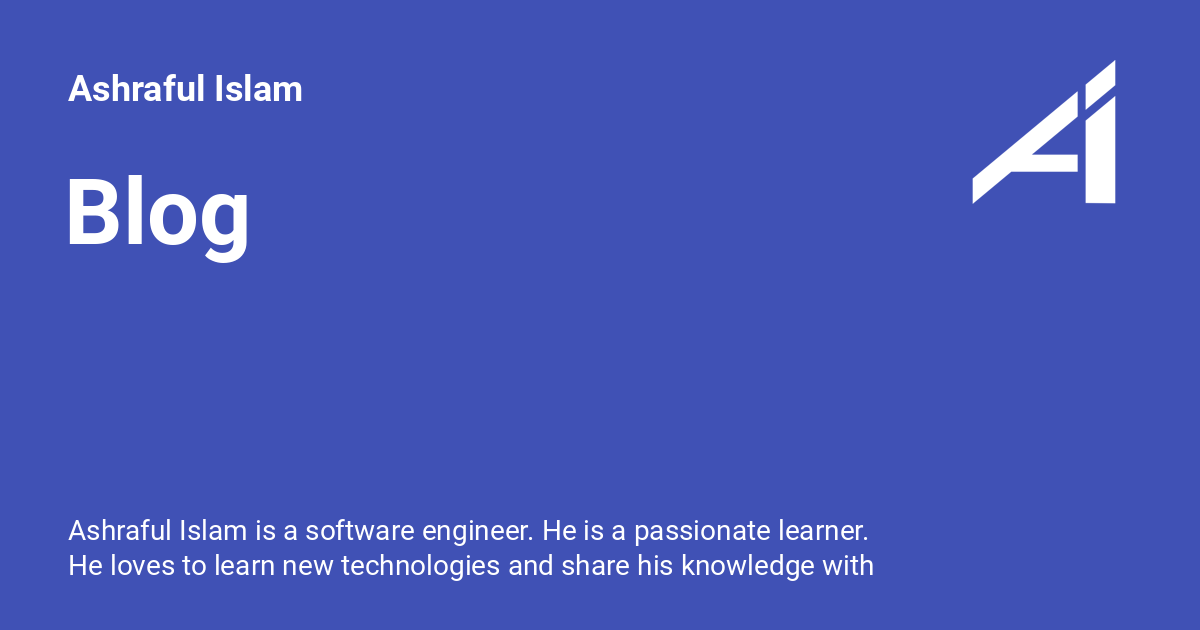 Ashraful Islam
AI
Blog
Ashraful Islam is a software engineer. He is a passionate learner.
He loves to learn new technologies and share his knowledge with